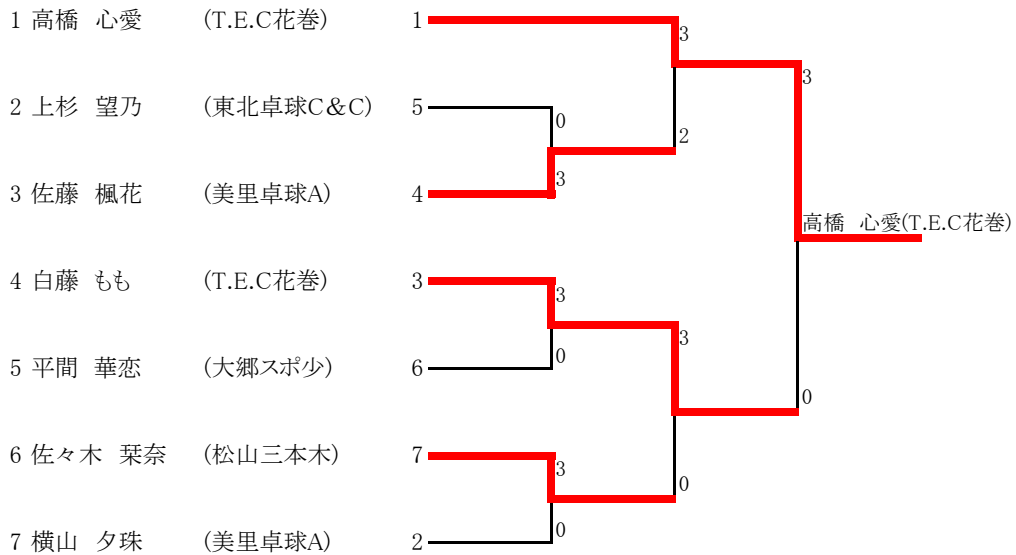 1 高橋 心愛 (T.E.C花巻) 1
3
3
2 上杉 望乃 (東北卓球C&C) 5
0
2
3
3 佐藤 楓花 (美里卓球A) 4
高橋 心愛(T.E.C花巻)
4 白藤 もも (T.E.C花巻) 3
3
3
0
5 平間 華恋 (大郷スポ少) 6
0
6 佐々木 栞奈 (松山三本木) 7
3
0
0
7 横山 夕珠 (美里卓球A) 2